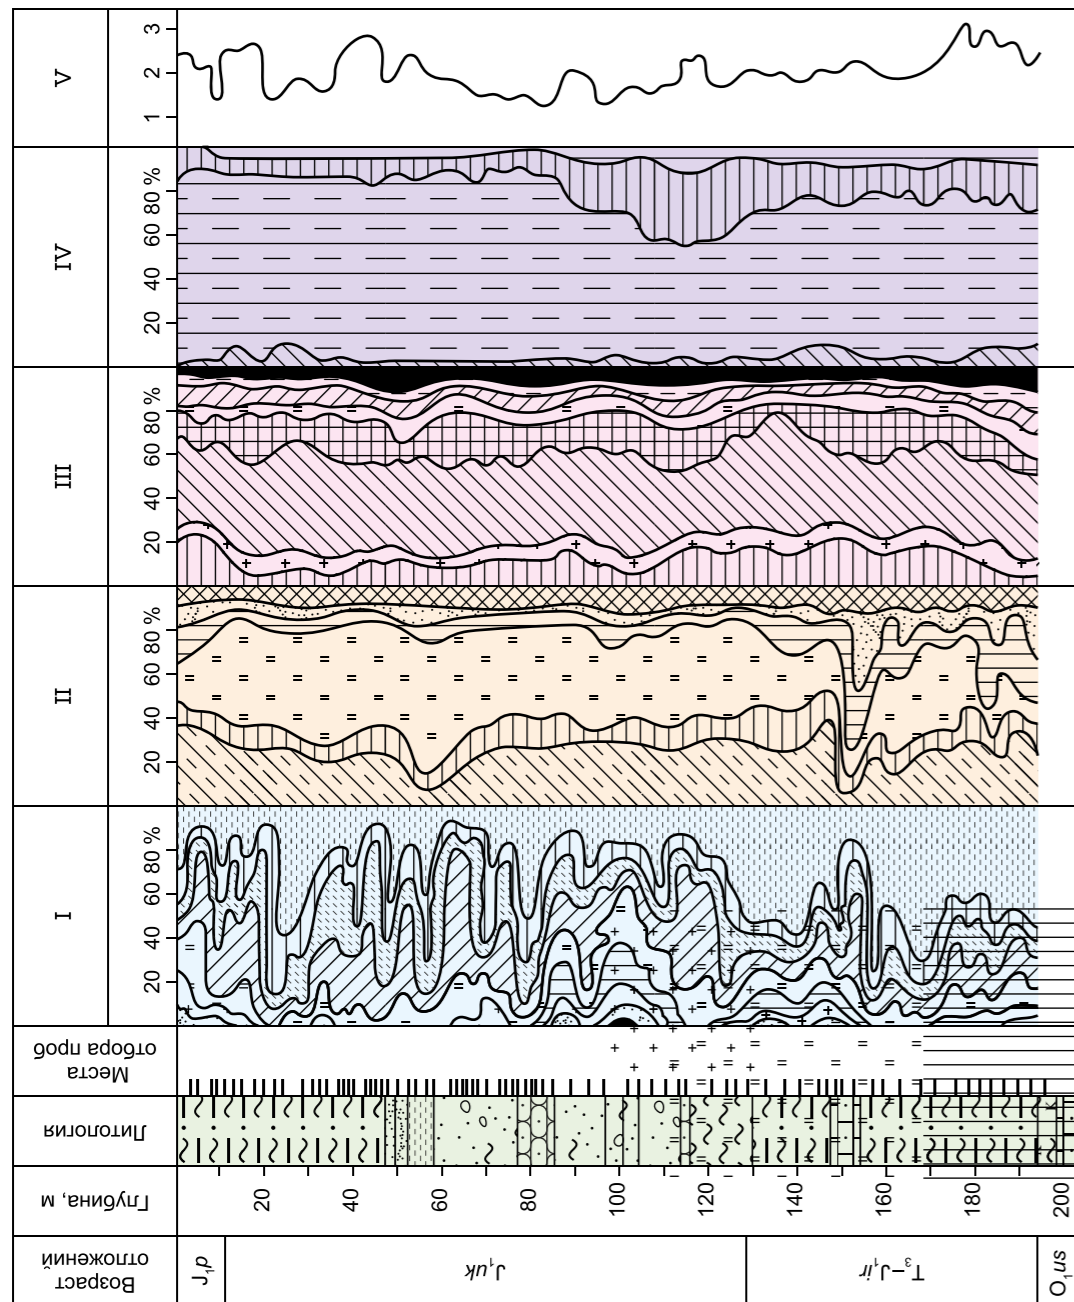 V
3
2
1
IV
80 %
60
40
20
III
80 %
60
40
20
II
80 %
60
40
20
I
80 %
60
40
20
Места
отбора проб
Литология
Глубина, м
20
40
60
80
100
120
140
160
180
200
Возраст
отложений
J₁d
J₁uk
T₃–J₁ir
O₁us